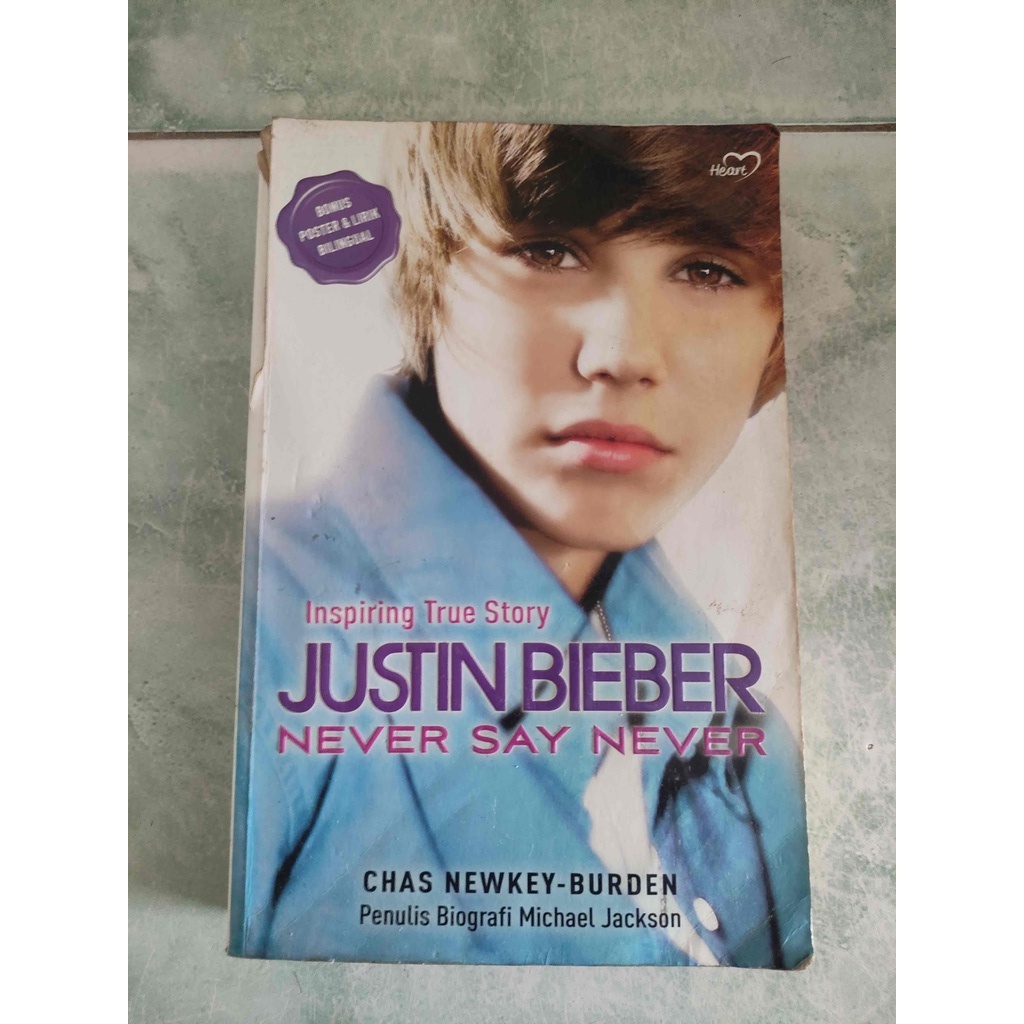 Heart
BONUS
POSTER & LIRIK
BILINGUAL
Inspiring True Story
JUSTIN BIEBER
NEVER SAY NEVER
CHAS NEWKEY-BURDEN
Penulis Biografi Michael Jackson